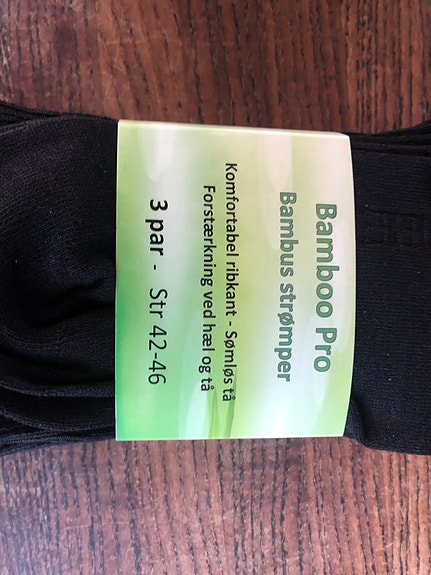 Bamboo Pro
Bambus strømper
Komfortabel ribkant - Sømløs tå
Forstærkning ved hæl og tå
3 par - Str 42-46